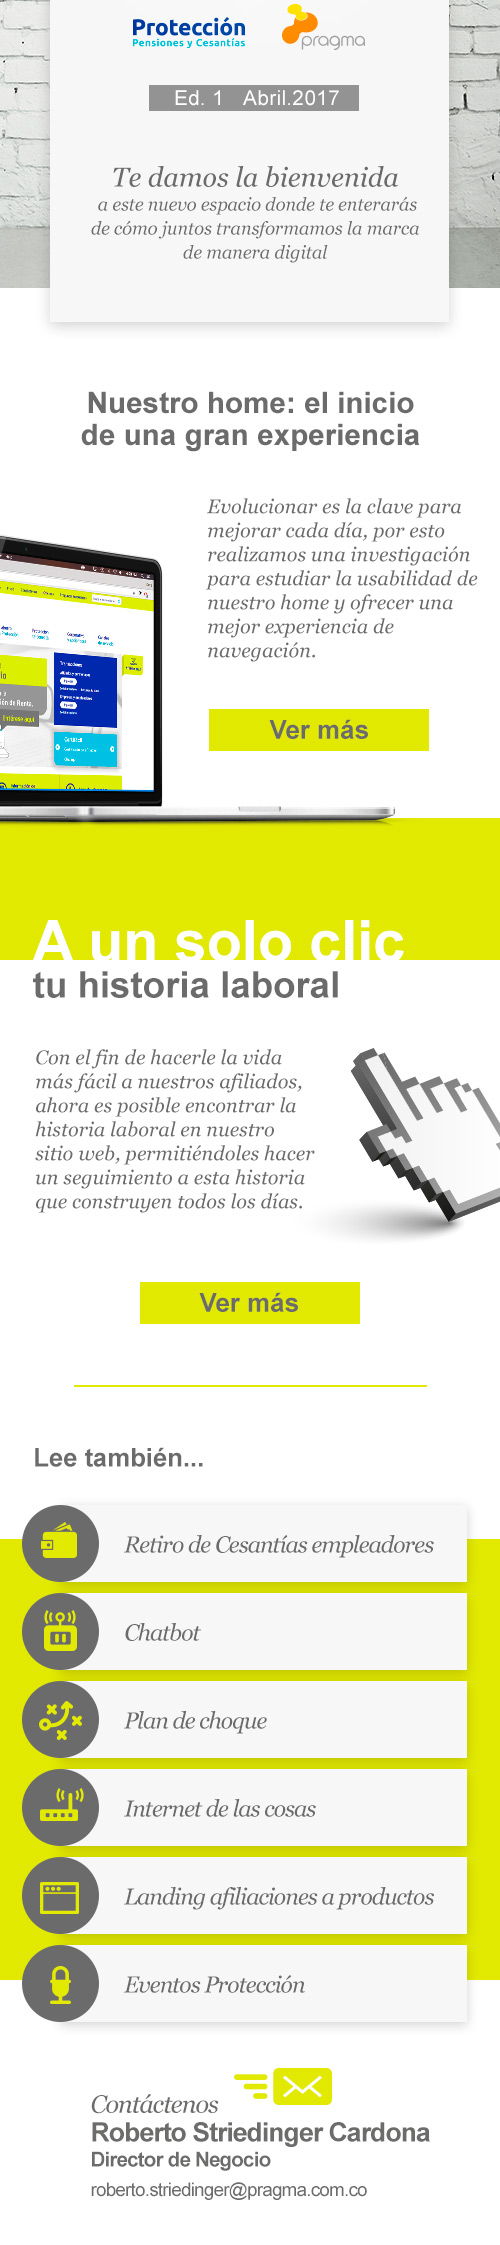 Protección
Pensiones y Cesantías
pragma
Ed. 1 Abril.2017
Te damos la bienvenida
a este nuevo espacio donde te enterarás
de cómo juntos transformamos la marca
de manera digital
Nuestro home: el inicio
de una gran experiencia
Evolucionar es la clave para
mejorar cada día, por esto
realizamos una investigación
para estudiar la usabilidad de
nuestro home y ofrecer una
mejor experiencia de
navegación.
Ver más
A un solo clic
tu historia laboral
Con el fin de hacerle la vida
más fácil a nuestros afiliados,
ahora es posible encontrar la
historia laboral en nuestro
sitio web, permitiéndoles hacer
un seguimiento a esta historia
que construyen todos los días.
Ver más
Lee también...
Retiro de Cesantías empleadores
Chatbot
Plan de choque
Internet de las cosas
Landing afiliaciones a productos
Eventos Protección
Contáctenos
Roberto Striedinger Cardona
Director de Negocio
roberto.striedinger@pragma.com.co